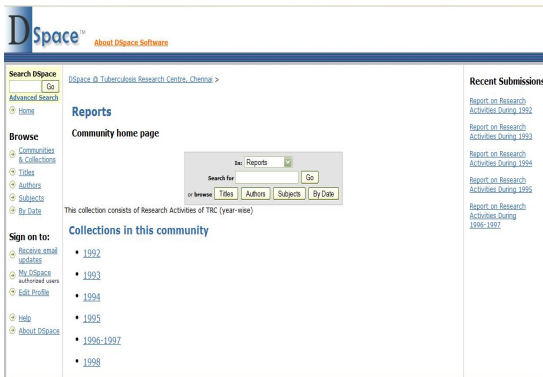 DSpace™
About DSpace Software
Search DSpace
Go
Advanced Search
Home
Browse
Communities
& Collections
Titles
Authors
Subjects
By Date
Sign on to:
Receive email
updates
My DSpace
authorized users
Edit Profile
Help
About DSpace
DSpace @ Tuberculosis Research Centre, Chennai >
Reports
Community home page
In: Reports
Search for Go
or browse Titles Authors Subjects By Date
This collection consists of Research Activities of TRC (year-wise)
Collections in this community
1992
1993
1994
1995
1996-1997
1998
Recent Submissions
Report on Research
Activities During 1992
Report on Research
Activities During 1993
Report on Research
Activities During 1994
Report on Research
Activities During 1995
Report on Research
Activities During
1996-1997